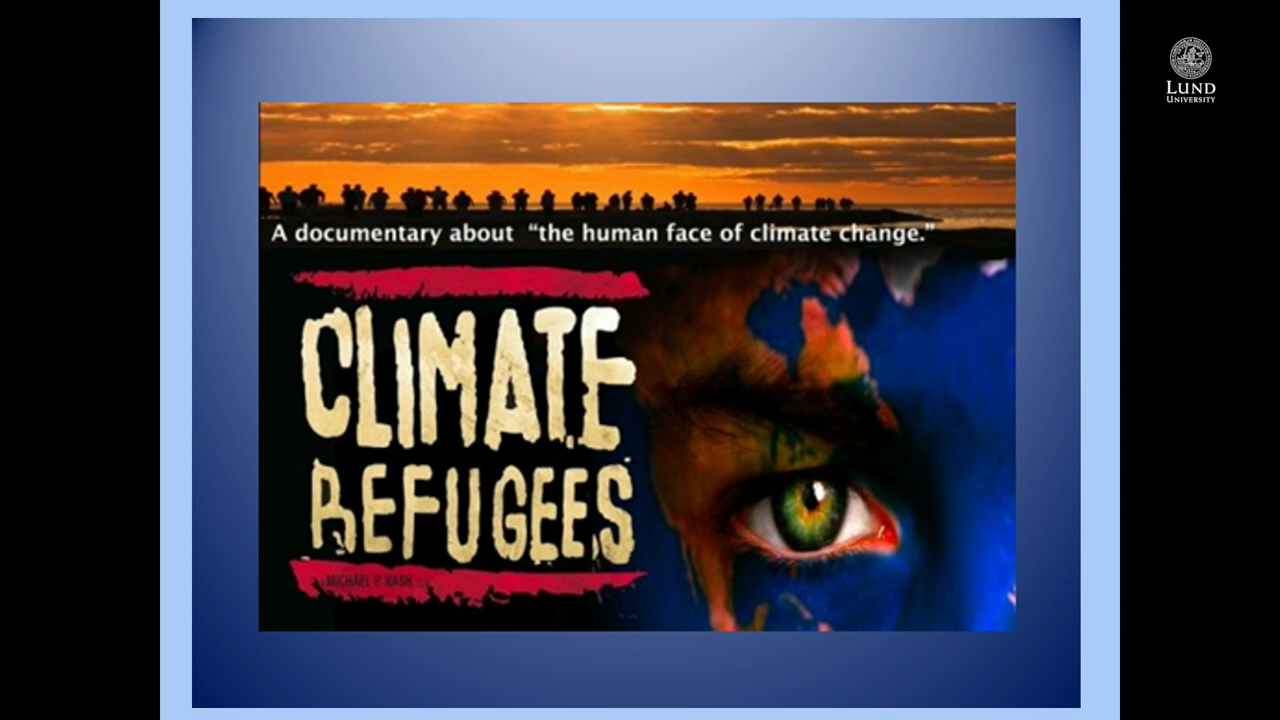 LUND
UNIVERSITY
A documentary about “the human face of climate change.”
CLIMATE
REFUGEES
MICHAEL P. NASH